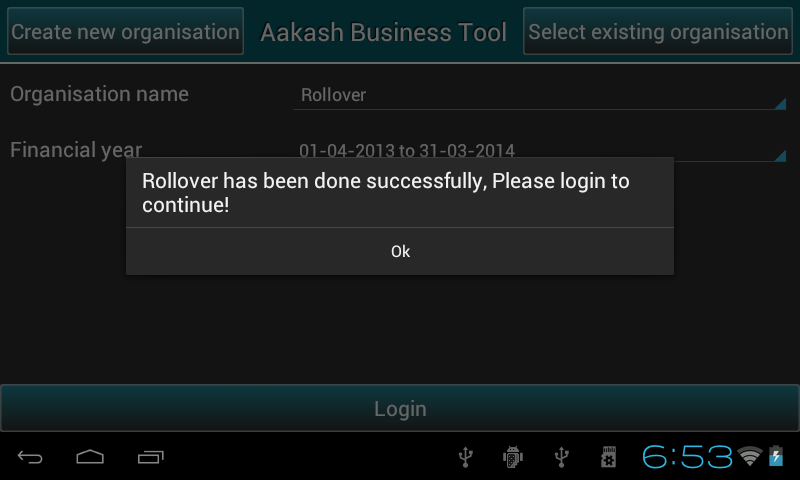 Create new organisation Aakash Business Tool Select existing organisation
Organisation name Rollover
Financial year 01-04-2013 to 31-03-2014
Rollover has been done successfully, Please login to
continue!
Ok
Login
6:53